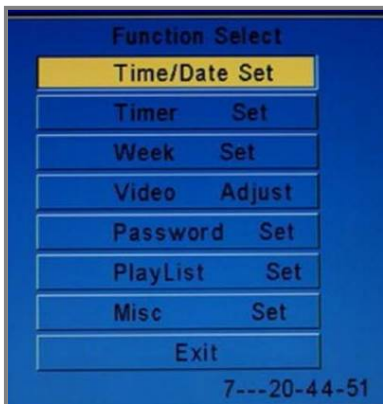 Function Select
Time/Date Set
Timer Set
Week Set
Video Adjust
Password Set
PlayList Set
Misc Set
Exit
7---20-44-51